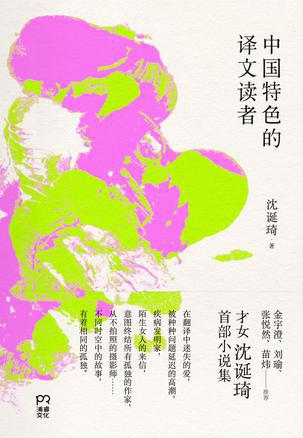 中国特色的
译文读者
沈诞琦·著
金宇澄、刘瑜、
张悦然、苗炜——推荐
才女沈诞琦
首部小说集
在翻译中迷失的爱,
被种种问题延迟的高潮,
疾病发明家,
陌生女人的来信,
意图终结所有孤独的作家,
从不拍照的摄影师……
不同时空中的故事,
有着相同的孤独。
浦睿
文化